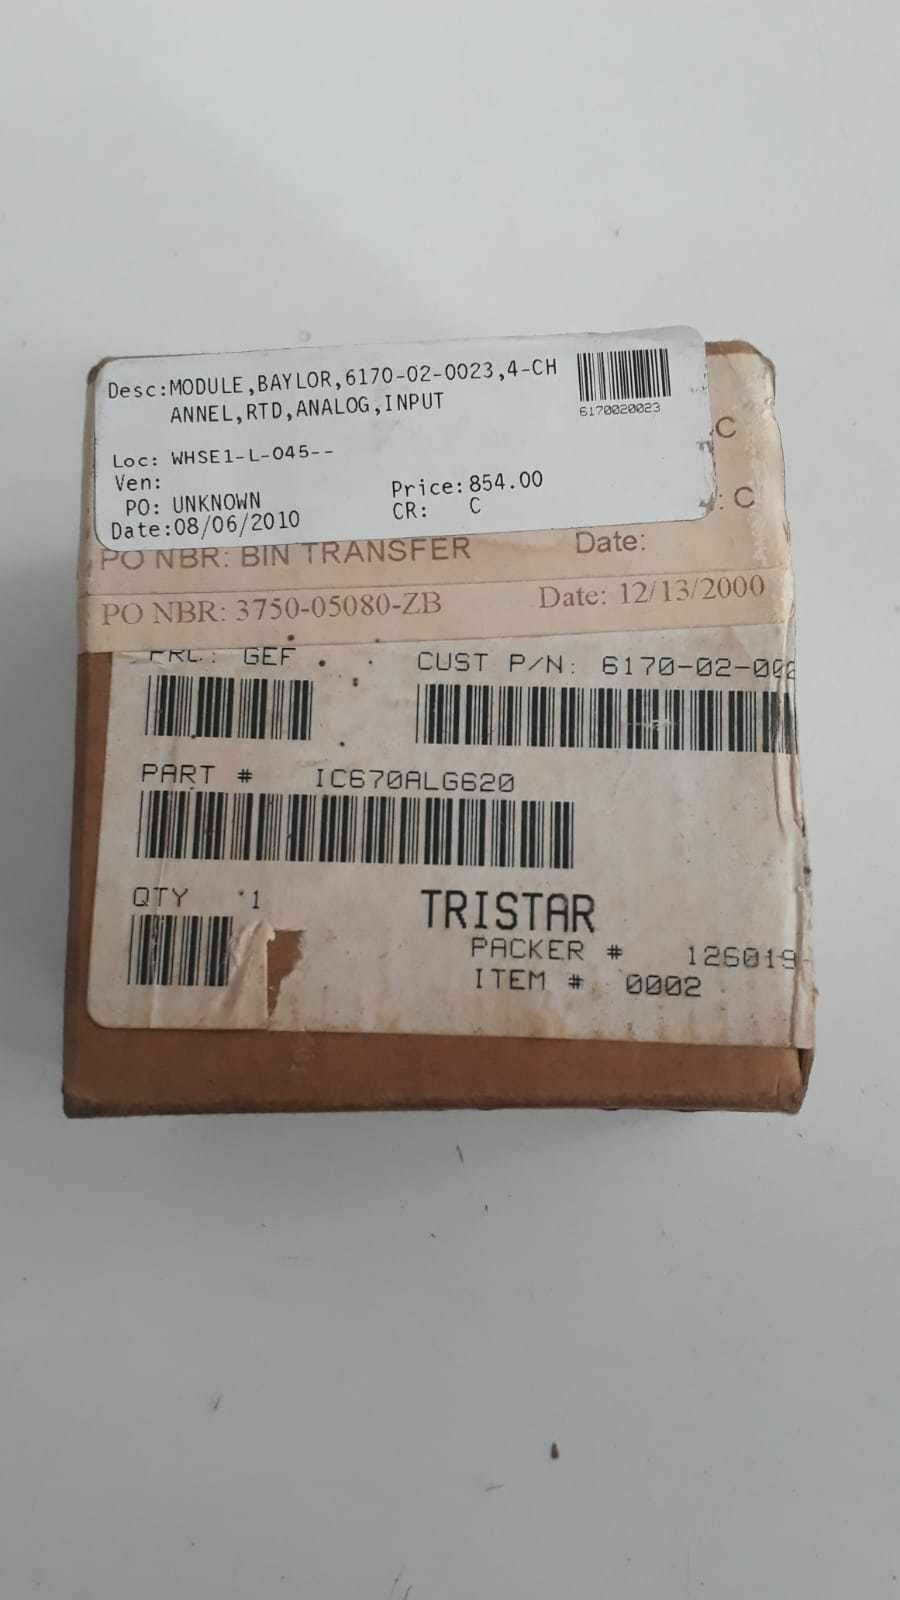 Desc:MODULE,BAYLOR,6170-02-0023,4-CH
ANNEL,RTD,ANALOG,INPUT
6170020023
Loc: WHSE1-L-045--
Ven:
PO: UNKNOWN
Price:854.00
Date:08/06/2010
CR: C
C
: C
PO NBR: BIN TRANSFER Date:
PO NBR: 3750-05080-ZB Date: 12/13/2000
PRC: GEF CUST P/N: 6170-02-002
PART # IC670ALG620
QTY 1
TRISTAR
PACKER # 126019
ITEM # 0002